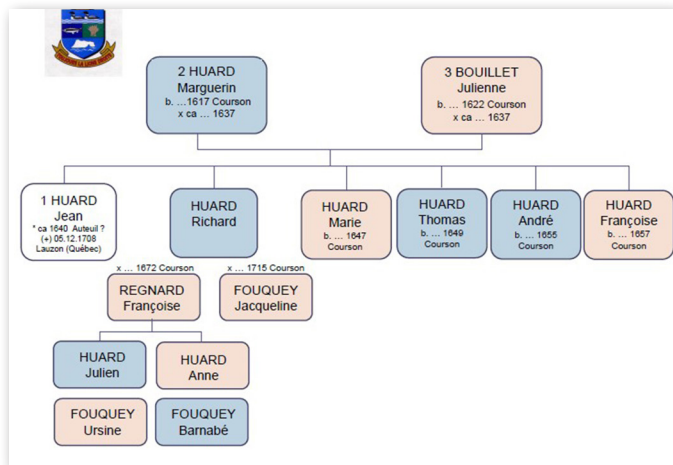 2 HUARD
Marguerin
b. ...1617 Courson
x ca ... 1637
3 BOUILLET
Julienne
b. ... 1622 Courson
x ca ... 1637
1 HUARD
Jean
* ca 1640 Auteuil ?
(+) 05.12.1708
Lauzon (Québec)
HUARD
Richard
HUARD
Marie
b. ... 1647
Courson
HUARD
Thomas
b. ... 1649
Courson
HUARD
André
b. ... 1655
Courson
HUARD
Françoise
b. ... 1657
Courson
x ... 1672 Courson
REGNARD
Françoise
x ... 1715 Courson
FOUQUEY
Jacqueline
HUARD
Julien
HUARD
Anne
FOUQUEY
Ursine
FOUQUEY
Barnabé